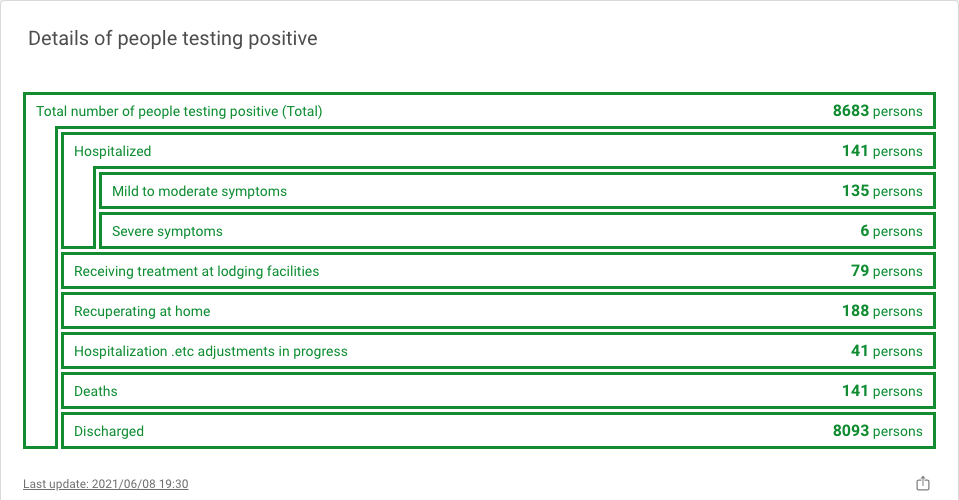 Details of people testing positive
Total number of people testing positive (Total) 8683 persons
Hospitalized 141 persons
Mild to moderate symptoms 135 persons
Severe symptoms 6 persons
Receiving treatment at lodging facilities 79 persons
Recuperating at home 188 persons
Hospitalization .etc adjustments in progress 41 persons
Deaths 141 persons
Discharged 8093 persons
Last update: 2021/06/08 19:30